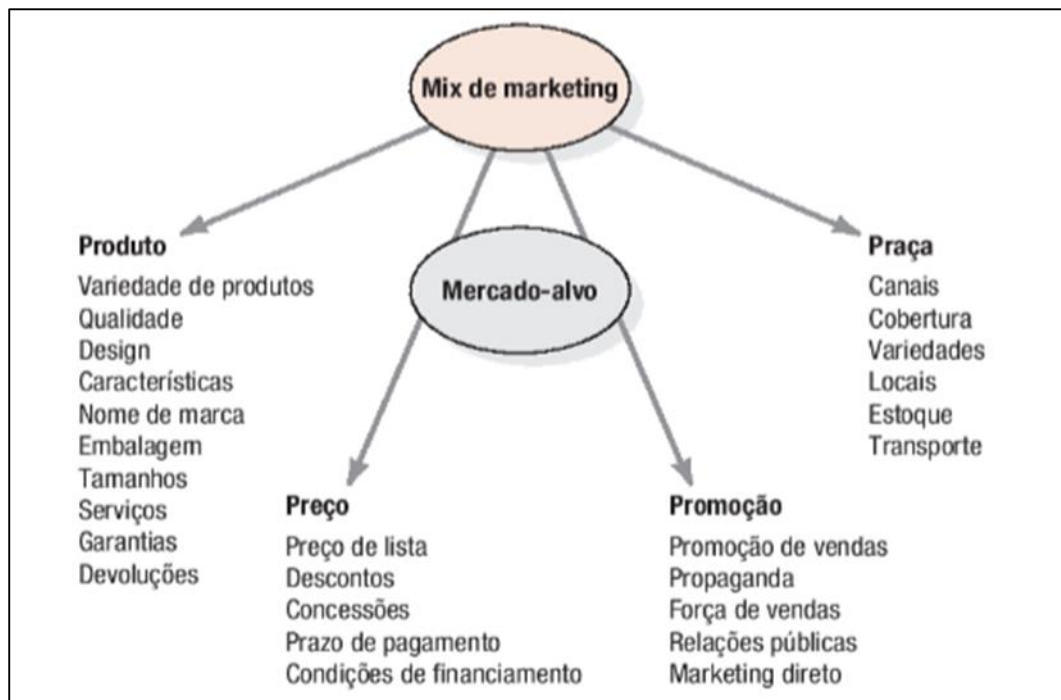 Mix de marketing
Mercado-alvo
Produto
Variedade de produtos
Qualidade
Design
Características
Nome de marca
Embalagem
Tamanhos
Serviços
Garantias
Devoluções
Preço
Preço de lista
Descontos
Concessões
Prazo de pagamento
Condições de financiamento
Promoção
Promoção de vendas
Propaganda
Força de vendas
Relações públicas
Marketing direto
Praça
Canais
Cobertura
Variedades
Locais
Estoque
Transporte